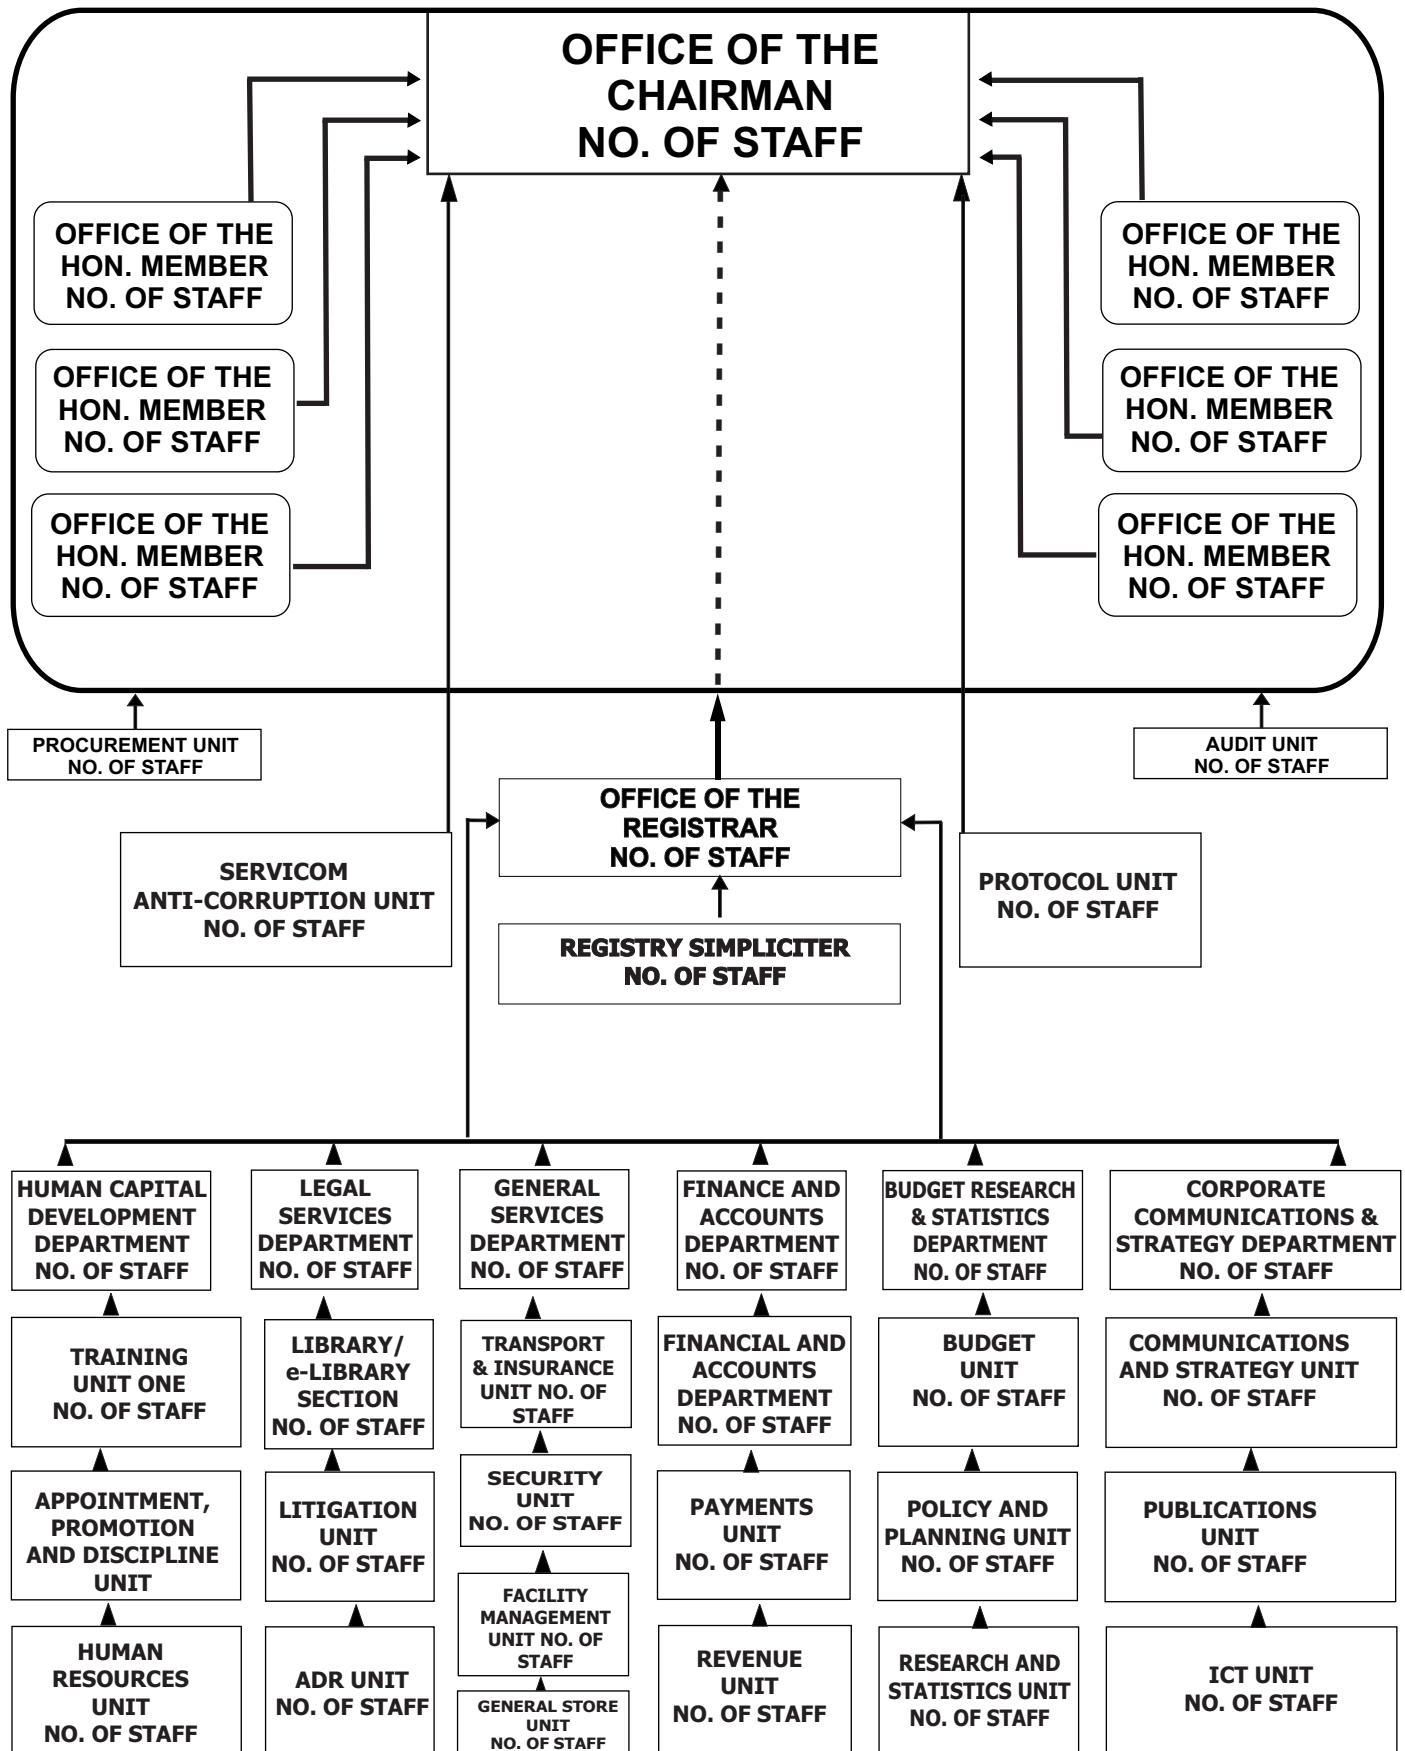 OFFICE OF THE
CHAIRMAN
NO. OF STAFF
OFFICE OF THE
HON. MEMBER
NO. OF STAFF
OFFICE OF THE
HON. MEMBER
NO. OF STAFF
OFFICE OF THE
HON. MEMBER
NO. OF STAFF
OFFICE OF THE
HON. MEMBER
NO. OF STAFF
OFFICE OF THE
HON. MEMBER
NO. OF STAFF
OFFICE OF THE
HON. MEMBER
NO. OF STAFF
PROCUREMENT UNIT
NO. OF STAFF
AUDIT UNIT
NO. OF STAFF
OFFICE OF THE
REGISTRAR
NO. OF STAFF
SERVICOM
ANTI-CORRUPTION UNIT
NO. OF STAFF
PROTOCOL UNIT
NO. OF STAFF
REGISTRY SIMPLICITER
NO. OF STAFF
HUMAN CAPITAL
DEVELOPMENT
DEPARTMENT
NO. OF STAFF
LEGAL
SERVICES
DEPARTMENT
NO. OF STAFF
GENERAL
SERVICES
DEPARTMENT
NO. OF STAFF
FINANCE AND
ACCOUNTS
DEPARTMENT
NO. OF STAFF
BUDGET RESEARCH
& STATISTICS
DEPARTMENT
NO. OF STAFF
CORPORATE
COMMUNICATIONS &
STRATEGY DEPARTMENT
NO. OF STAFF
TRAINING
UNIT ONE
NO. OF STAFF
LIBRARY/
e-LIBRARY
SECTION
NO. OF STAFF
TRANSPORT
& INSURANCE
UNIT NO. OF
STAFF
FINANCIAL AND
ACCOUNTS
DEPARTMENT
NO. OF STAFF
BUDGET
UNIT
NO. OF STAFF
COMMUNICATIONS
AND STRATEGY UNIT
NO. OF STAFF
APPOINTMENT,
PROMOTION
AND DISCIPLINE
UNIT
LITIGATION
UNIT
NO. OF STAFF
SECURITY
UNIT
NO. OF STAFF
PAYMENTS
UNIT
NO. OF STAFF
POLICY AND
PLANNING UNIT
NO. OF STAFF
PUBLICATIONS
UNIT
NO. OF STAFF
FACILITY
MANAGEMENT
UNIT NO. OF
STAFF
HUMAN
RESOURCES
UNIT
NO. OF STAFF
ADR UNIT
NO. OF STAFF
GENERAL STORE
UNIT
NO. OF STAFF
REVENUE
UNIT
NO. OF STAFF
RESEARCH AND
STATISTICS UNIT
NO. OF STAFF
ICT UNIT
NO. OF STAFF